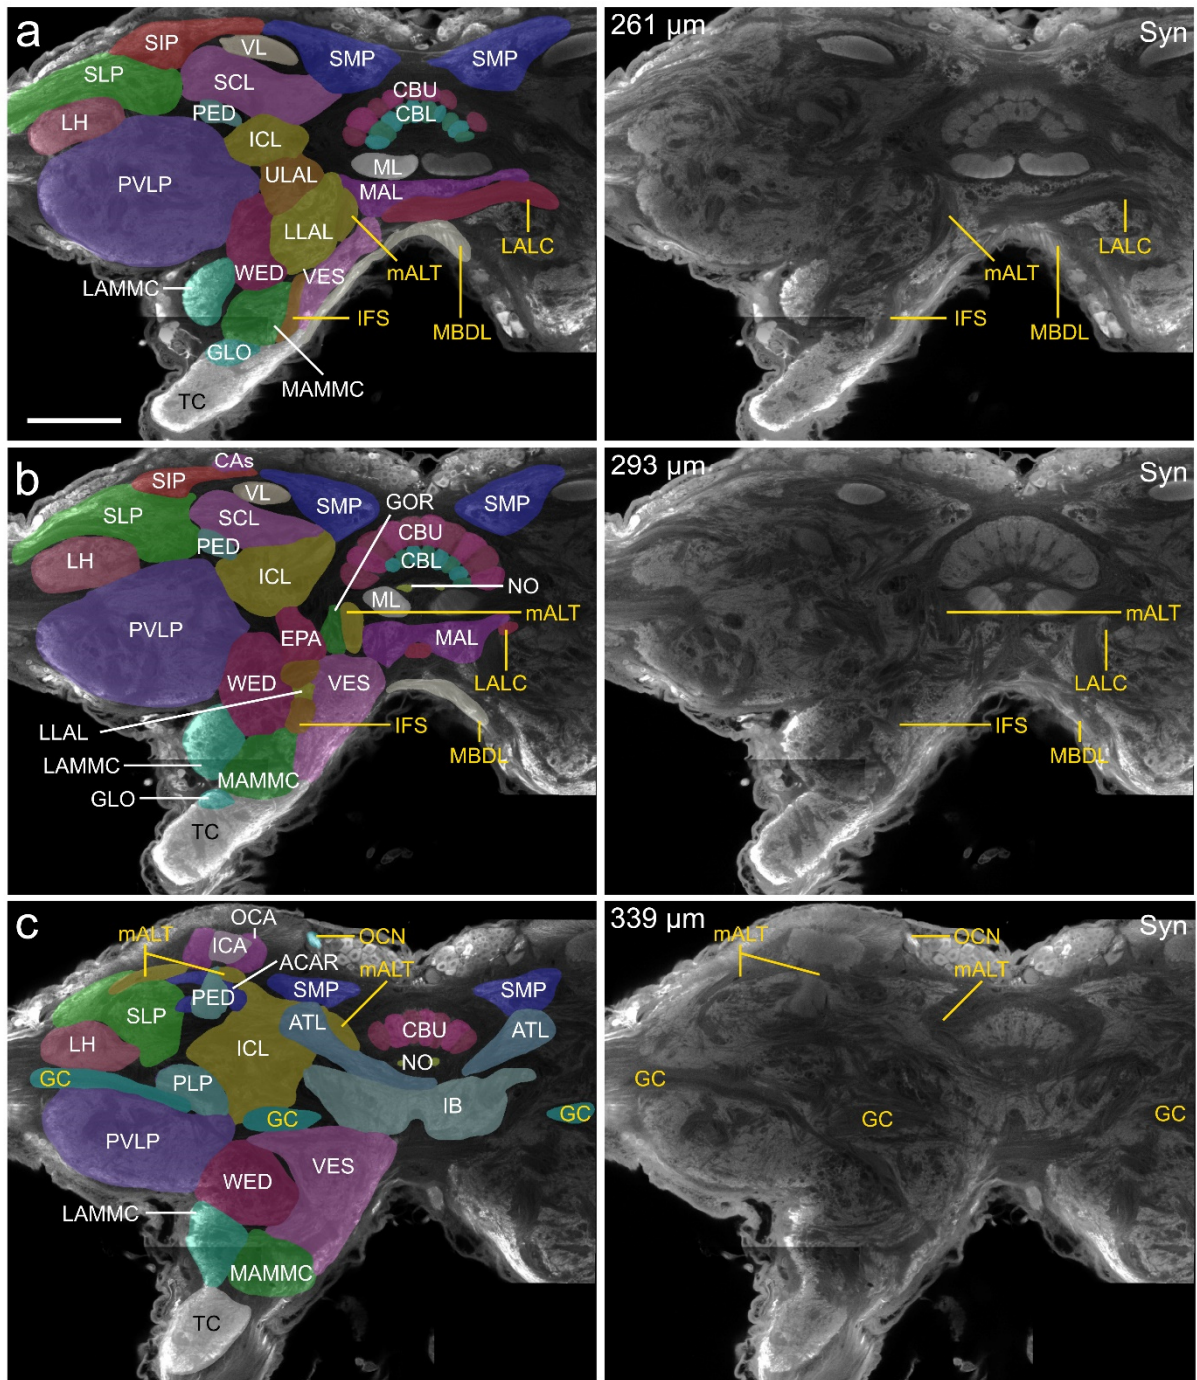 a
SIP
VL
SMP
SMP
SLP
SCL
CBU
PED
CBL
LH
ICL
ML
PVLP
ULAL
MAL
LLAL
LALC
WED
VES
mALT
LAMMC
IFS
MBDL
GLO
MAMMC
TC
261 µm
Syn
LALC
mALT
IFS
MBDL
b
CAs
SIP
VL
SMP
GOR
SMP
SLP
SCL
CBU
PED
CBL
LH
ICL
NO
ML
mALT
PVLP
EPA
MAL
WED
VES
LALC
LLAL
IFS
MBDL
LAMMC
MAMMC
GLO
TC
293 µm
Syn
mALT
LALC
IFS
MBDL
c
OCA
mALT
ICA
OCN
ACAR
mALT
PED
SMP
SMP
SLP
ATL
CBU
ATL
LH
ICL
NO
GC
PLP
IB
GC
GC
PVLP
VES
WED
LAMMC
MAMMC
TC
339 µm
Syn
mALT
OCN
mALT
GC
GC
GC